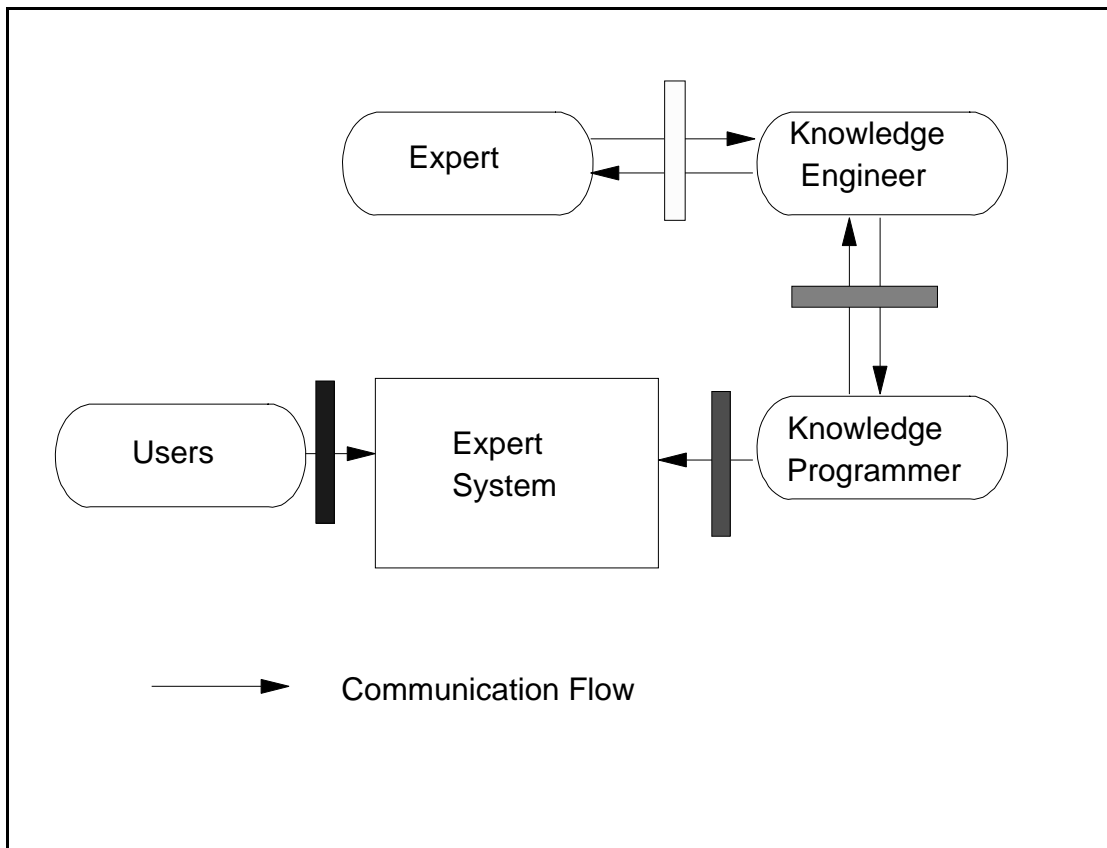 Expert
Knowledge
Engineer
Users
Expert
System
Knowledge
Programmer
Communication Flow